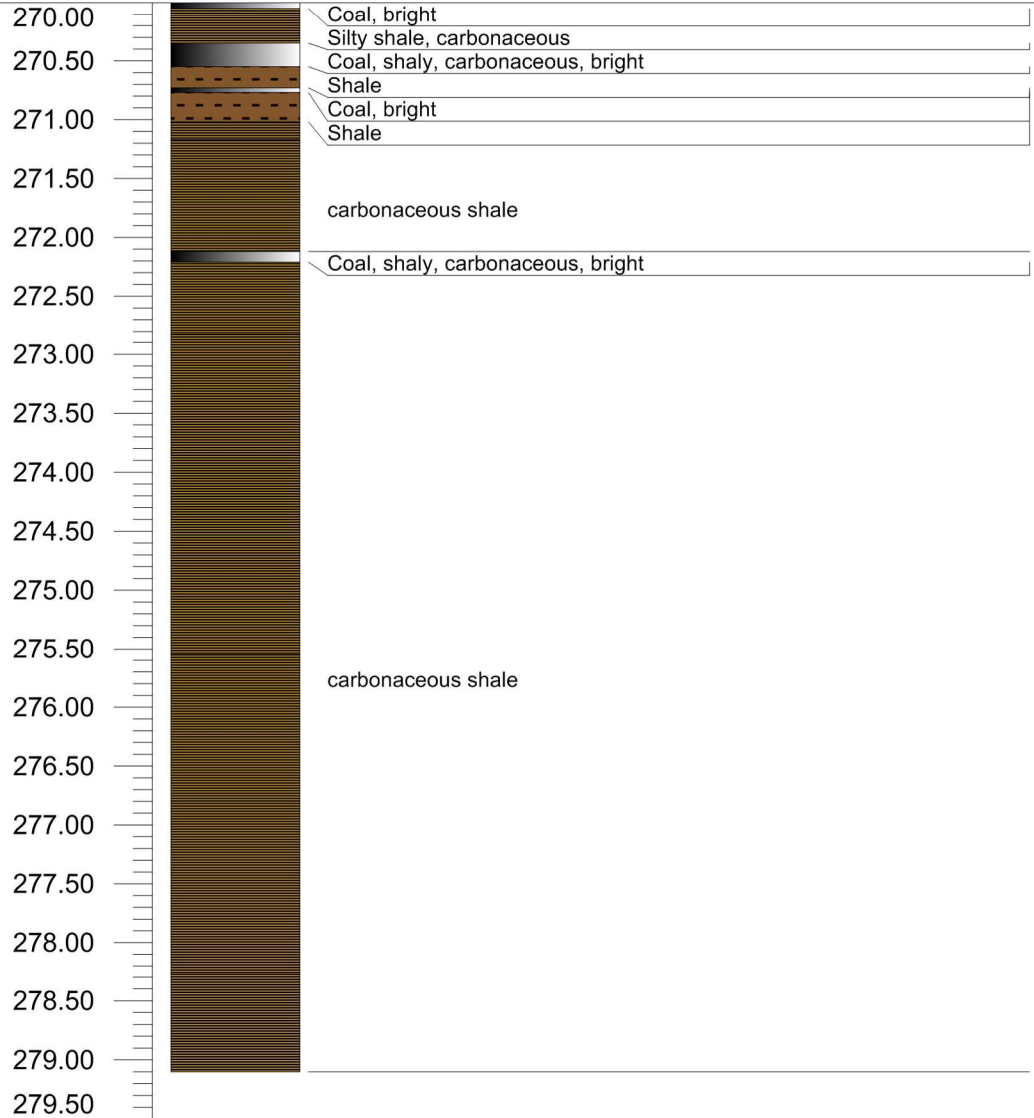 270.00
Coal, bright
Silty shale, carbonaceous
270.50
Coal, shaly, carbonaceous, bright
Shale
Coal, bright
271.00
Shale
271.50
carbonaceous shale
272.00
Coal, shaly, carbonaceous, bright
272.50
273.00
273.50
274.00
274.50
275.00
275.50
carbonaceous shale
276.00
276.50
277.00
277.50
278.00
278.50
279.00
279.50